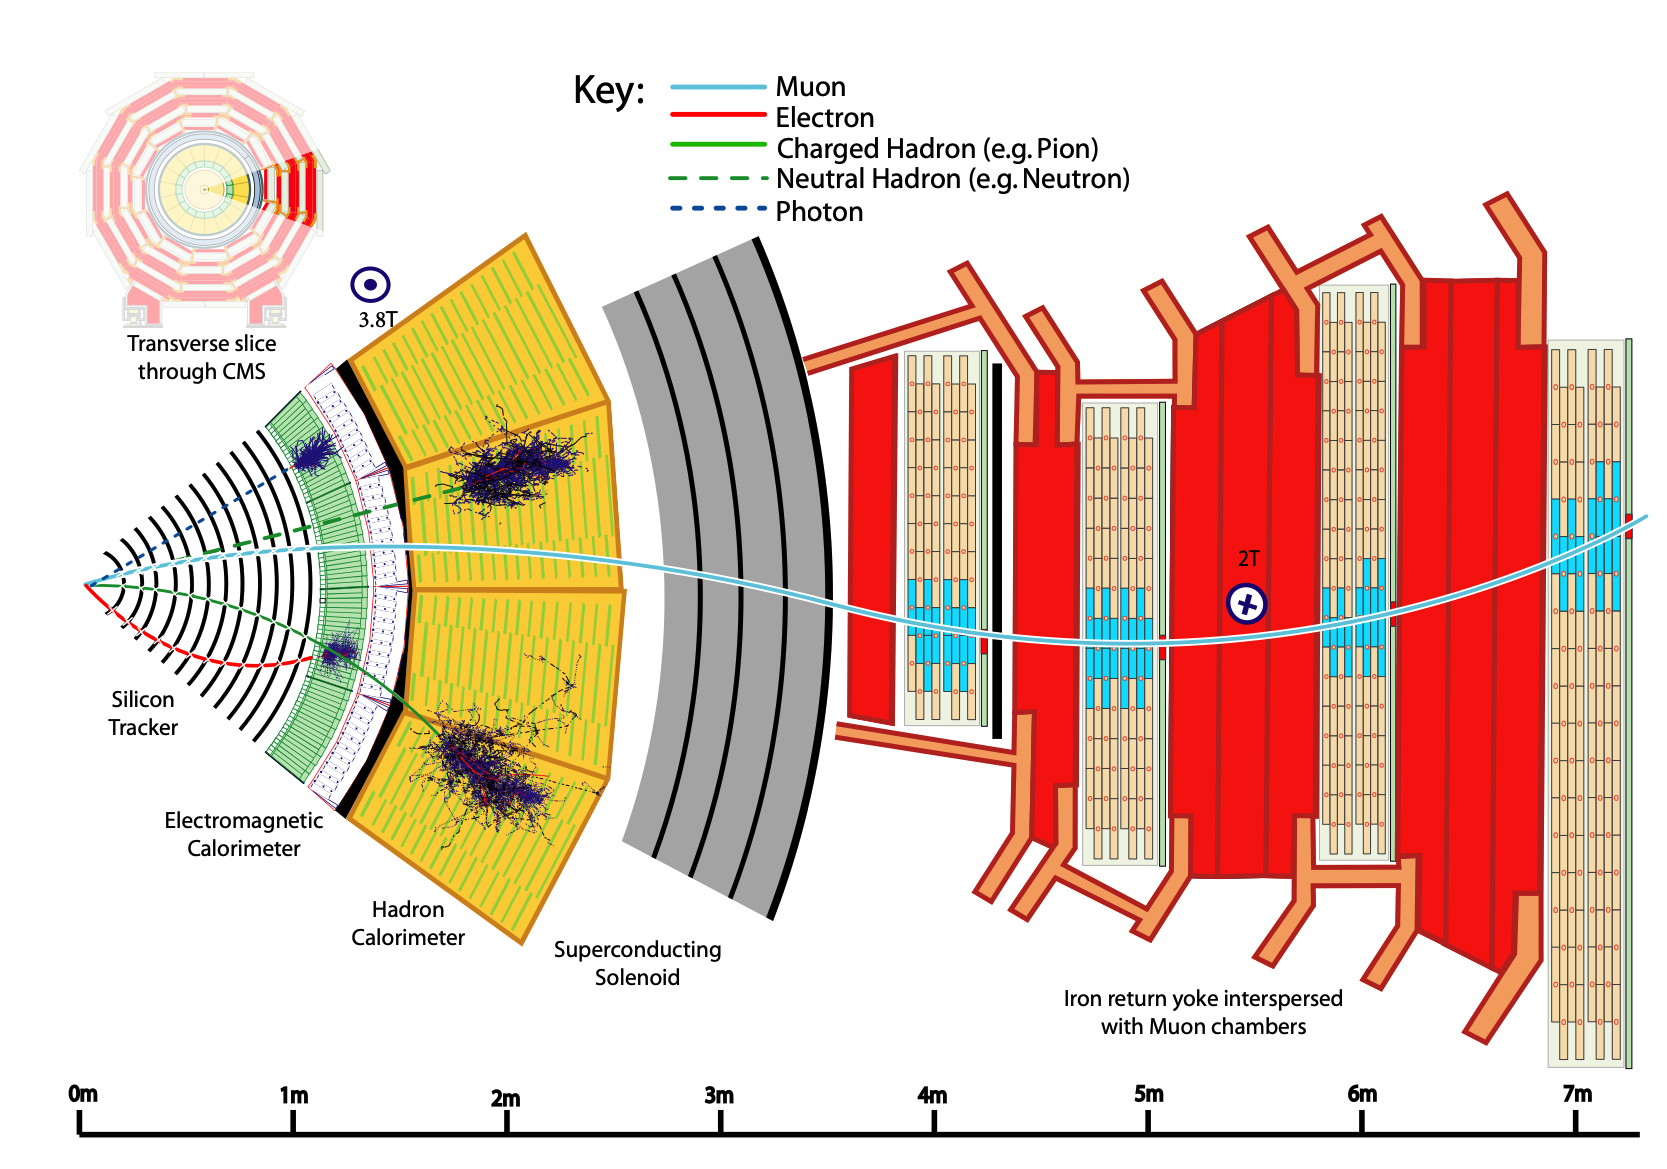 Key:
Muon
Electron
Charged Hadron (e.g. Pion)
Neutral Hadron (e.g. Neutron)
Photon
3.8T
Transverse slice
through CMS
2T
Silicon
Tracker
Electromagnetic
Calorimeter
Hadron
Calorimeter
Superconducting
Solenoid
Iron return yoke interspersed
with Muon chambers
0m 1m 2m 3m 4m 5m 6m 7m